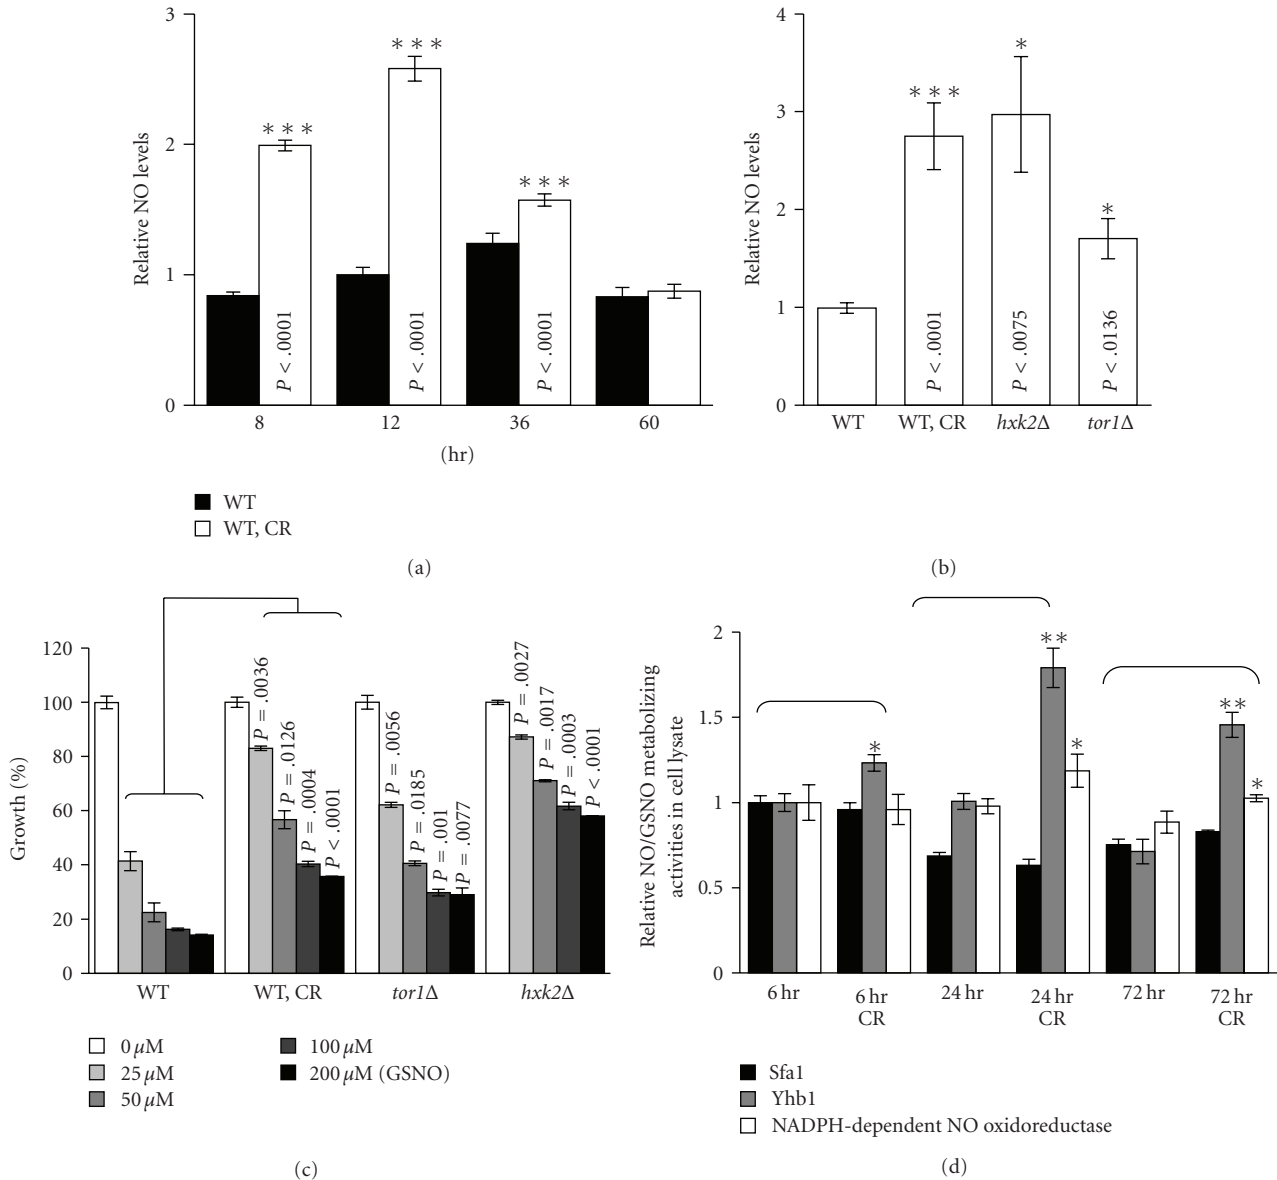 3
2
1
0
Relative NO levels
∗∗∗
∗∗∗
∗∗∗
P < .0001
P < .0001
P < .0001
8 12 36 60
(hr)
WT
WT, CR
(a)
4
3
2
1
0
Relative NO levels
∗∗∗
∗
∗
P < .0001
P < .0075
P < .0136
WT WT, CR hxk2Δ tor1Δ
(b)
120
100
80
60
40
20
0
Growth (%)
P = .0036
P = .0126
P = .0004
P < .0001
P = .0056
P = .0185
P = .001
P = .0077
P = .0027
P = .0017
P = .0003
P < .0001
WT WT, CR tor1Δ hxk2Δ
0 μM
25 μM
50 μM
100 μM
200 μM (GSNO)
(c)
2
1.5
1
0.5
0
Relative NO/GSNO metabolizing
activities in cell lysate
∗
∗∗
∗
∗∗
∗
6 hr 6 hr 24 hr 24 hr 72 hr 72 hr
CR CR CR
Sfa1
Yhb1
NADPH-dependent NO oxidoreductase
(d)